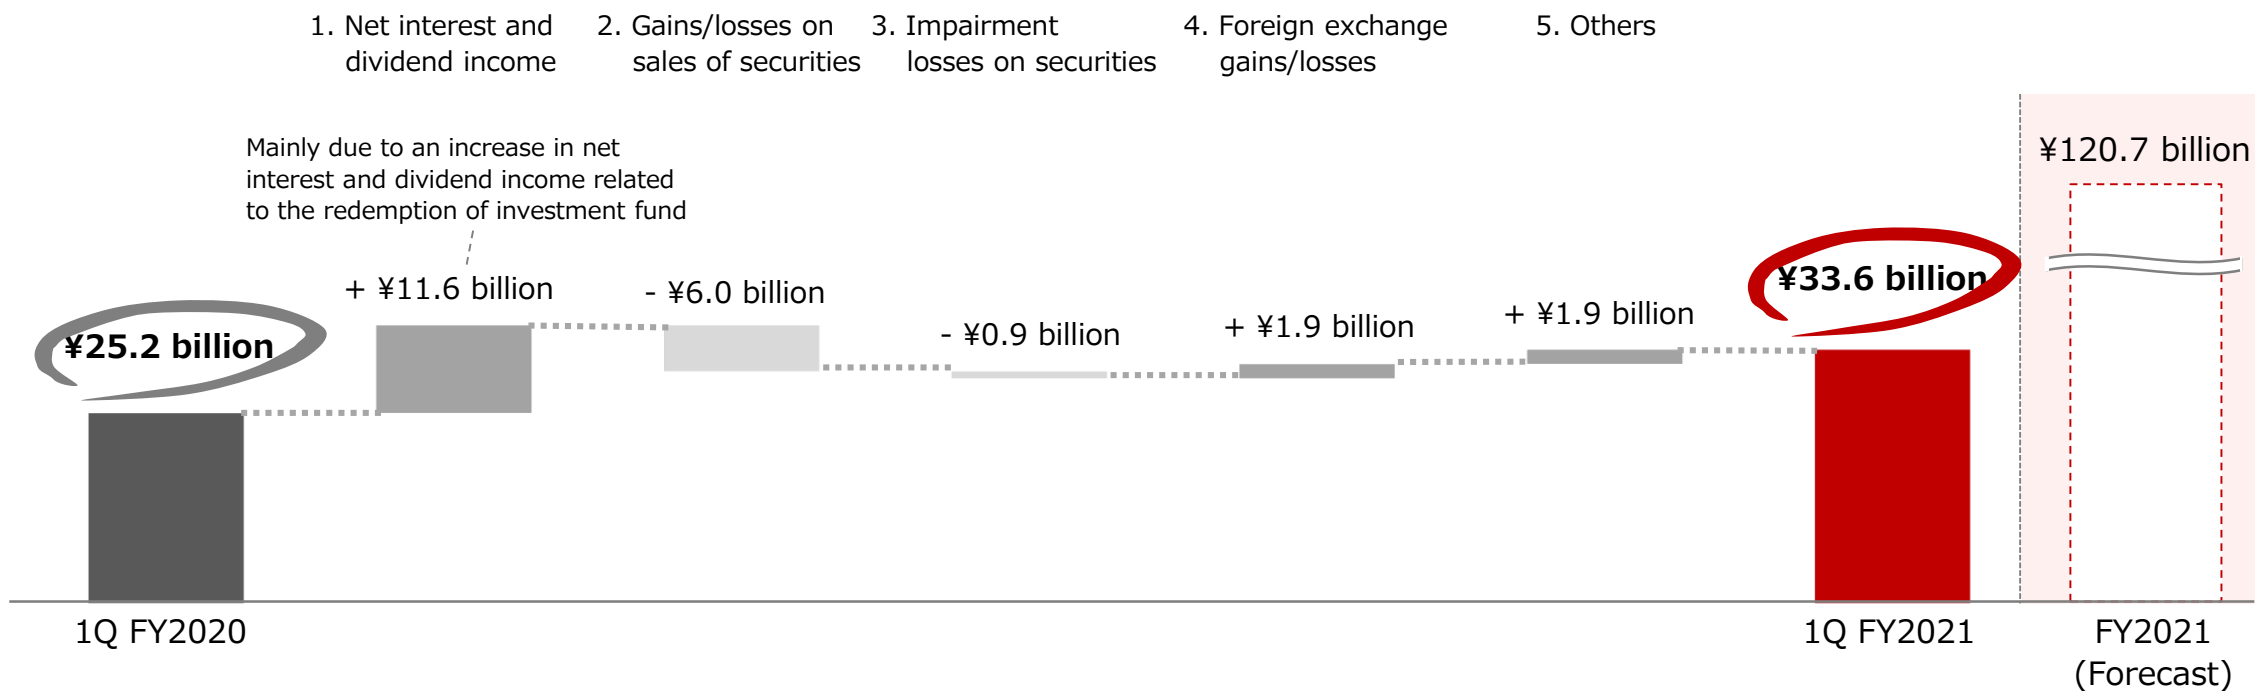 1. Net interest and
dividend income
2. Gains/losses on
sales of securities
3. Impairment
losses on securities
4. Foreign exchange
gains/losses
5. Others
Mainly due to an increase in net
interest and dividend income related
to the redemption of investment fund
¥120.7 billion
¥25.2 billion
+ ¥11.6 billion
- ¥6.0 billion
- ¥0.9 billion
+ ¥1.9 billion
+ ¥1.9 billion
¥33.6 billion
1Q FY2020
1Q FY2021
FY2021
(Forecast)